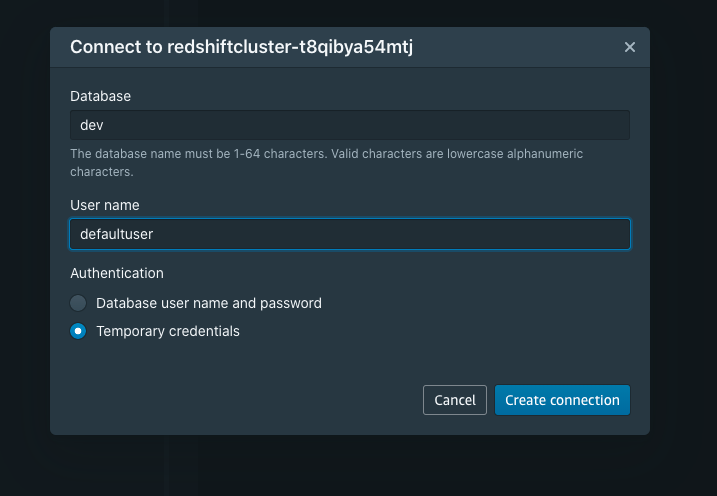 Connect to redshiftcluster-t8qibya54mtj
Database
dev
The database name must be 1-64 characters. Valid characters are lowercase alphanumeric
characters.
User name
defaultuser
Authentication
Database user name and password
Temporary credentials
Cancel
Create connection